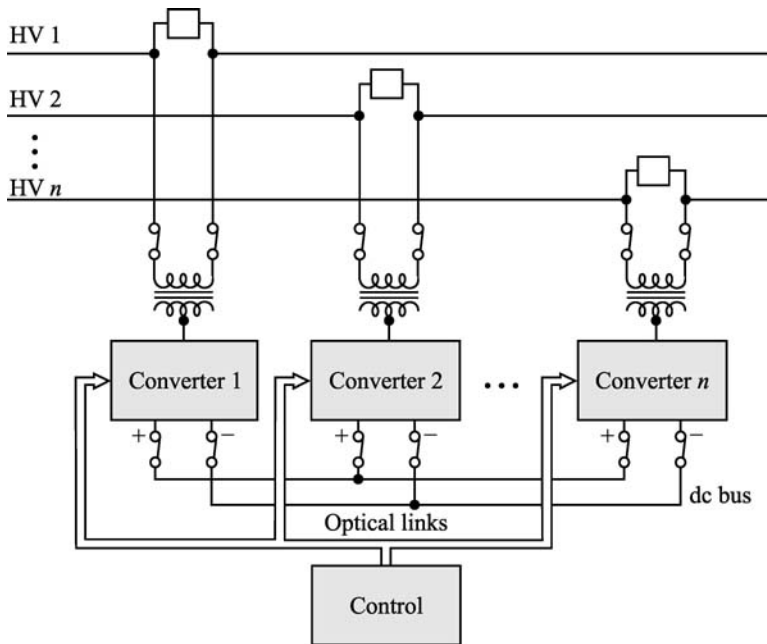 HV 1
HV 2
⋮
HV n
Converter 1
Converter 2
...
Converter n
+ − + − + −
dc bus
Optical links
Control